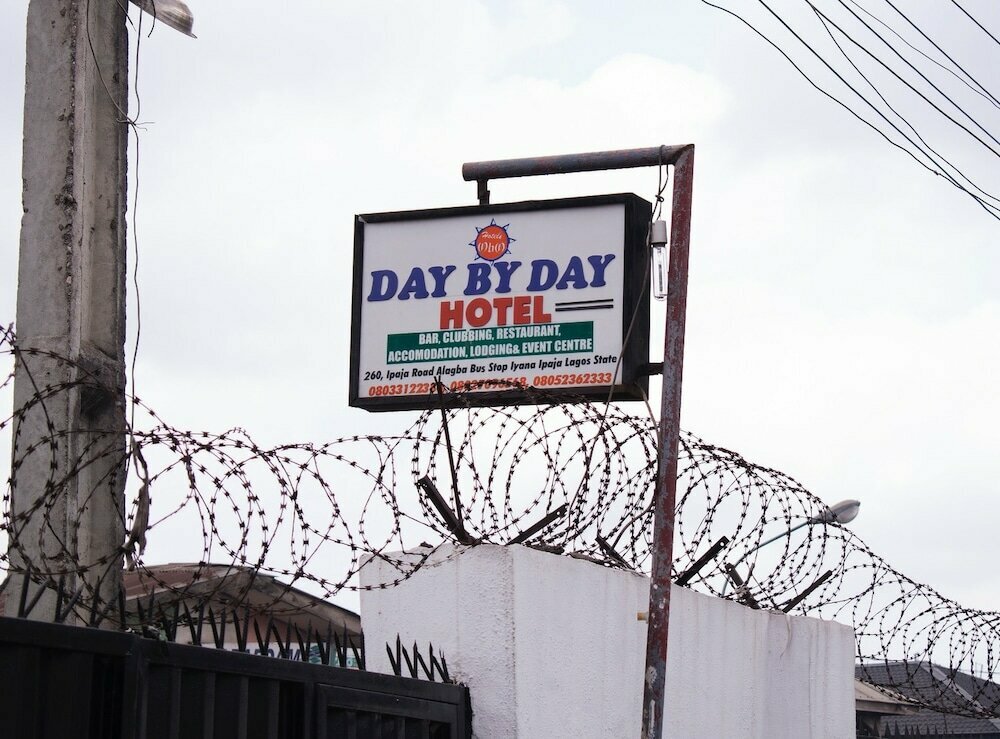 Hotels
DAY BY DAY
HOTEL
BAR, CLUBBING, RESTAURANT,
ACCOMODATION, LODGING& EVENT CENTRE
260, Ipaja Road Alagba Bus Stop Iyana Ipaja Lagos State
08052362333